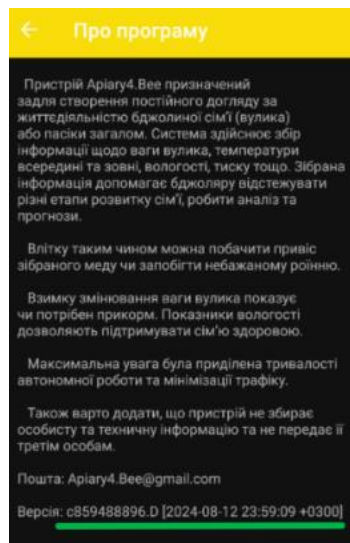 ← Про програму
Пристрій Apiary4.Bee призначений
задля створення постійного догляду за
життєдіяльністю бджолиної сім'ї (вулика)
або пасіки загалом. Система здійснює збір
інформації щодо ваги вулика, температури
всередині та зовні, вологості, тиску тощо. Зібрана
інформація допомагає бджоляру відстежувати
різні етапи розвитку сім'ї, робити аналіз та
прогнози.
Влітку таким чином можна побачити привіс
зібраного меду чи запобігти небажаному роїнню.
Взимку змінювання ваги вулика показує
чи потрібен прикорм. Показники вологості
дозволяють підтримувати сім'ю здоровою.
Максимальна увага була приділена тривалості
автономної роботи та мінімізації трафіку.
Також варто додати, що пристрій не збирає
особисту та технічну інформацію та не передає її
третім особам.
Пошта: Apiary4.Bee@gmail.com
Версія: c859488896.D [2024-08-12 23:59:09 +0300]